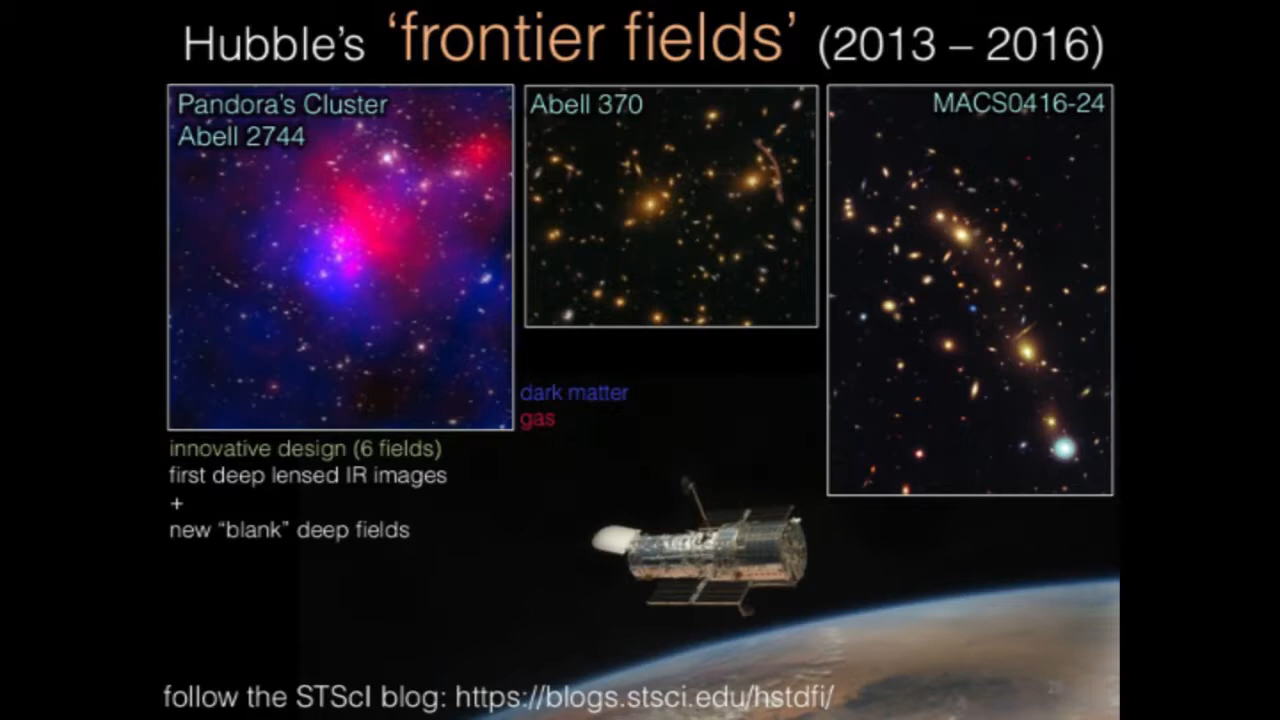 Hubble's 'frontier fields' (2013 – 2016)
Pandora's Cluster
Abell 2744
Abell 370
MACS0416-24
dark matter
gas
innovative design (6 fields)
first deep lensed IR images
+
new "blank" deep fields
follow the STScI blog: https://blogs.stsci.edu/hstdfi/